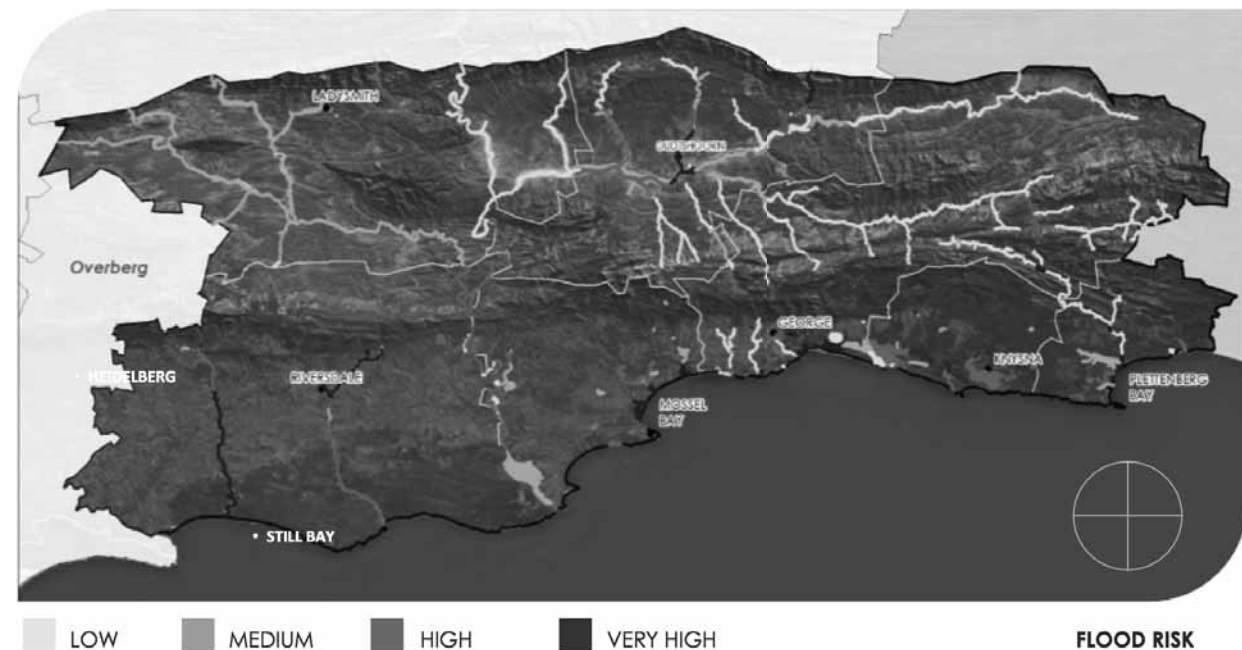 LADYSMITH
OUDTSHOORN
Overberg
GEORGE
HEIDELBERG
RIVERSDALE
KNYSNA
PLETTENBERG
BAY
MOSSEL
BAY
STILL BAY
LOW
MEDIUM
HIGH
VERY HIGH
FLOOD RISK